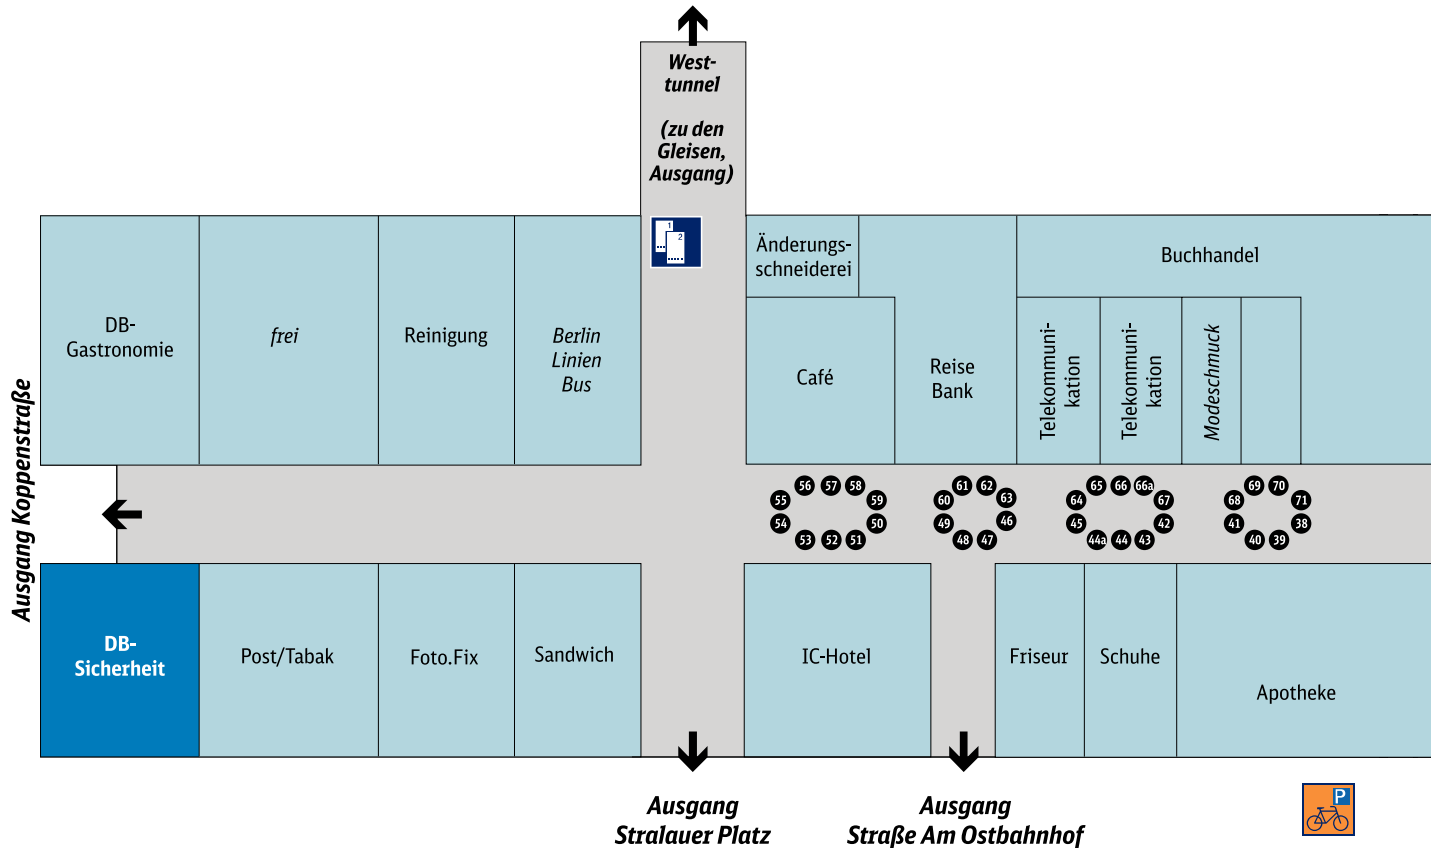 West-
tunnel
(zu den
Gleisen,
Ausgang)
1
2
Änderungs-
schneiderei
Buchhandel
DB-
Gastronomie
frei
Reinigung
Berlin
Linien
Bus
Café
Reise
Bank
Telekommuni-
kation
Telekommuni-
kation
Modeschmuck
Ausgang Koppenstraße
56 57 58
55 59
54 50
53 52 51
61 62
60 63
49 46
48 47
65 66 66a
64 67
45 42
44a 44 43
69 70
68 71
41 38
40 39
DB-
Sicherheit
Post/Tabak
Foto.Fix
Sandwich
IC-Hotel
Friseur
Schuhe
Apotheke
Ausgang
Stralauer Platz
Ausgang
Straße Am Ostbahnhof
P